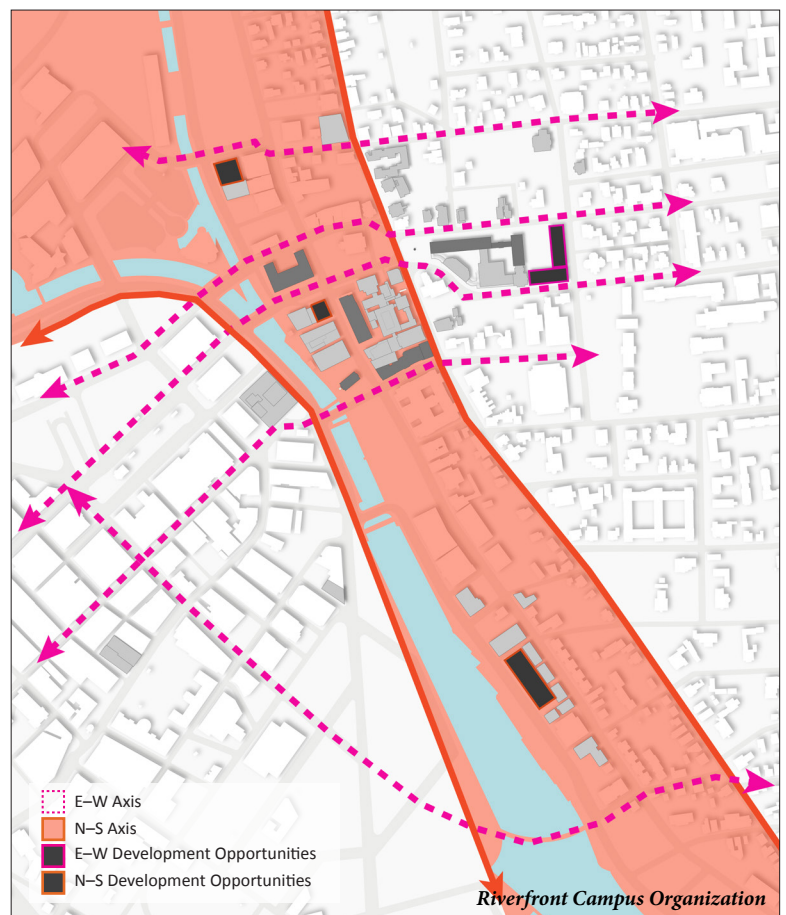 E–W Axis
N–S Axis
E–W Development Opportunities
N–S Development Opportunities
Riverfront Campus Organization